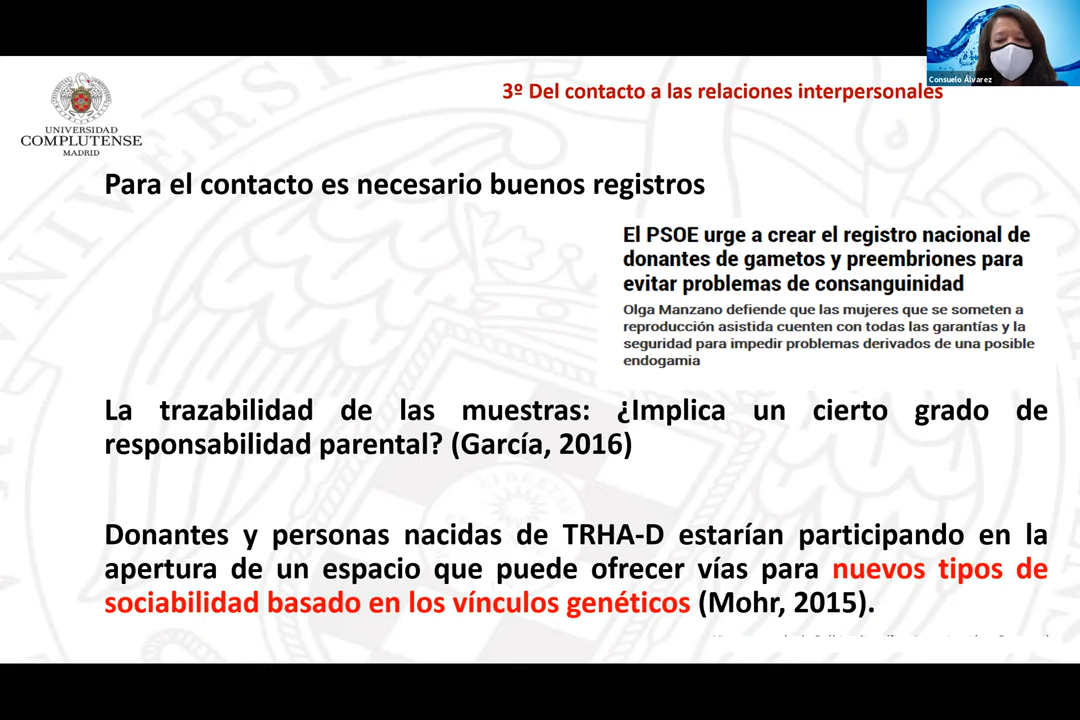 Consuelo Álvarez
3º Del contacto a las relaciones interpersonales
UNIVERSIDAD
COMPLUTENSE
MADRID
Para el contacto es necesario buenos registros
El PSOE urge a crear el registro nacional de
donantes de gametos y preembriones para
evitar problemas de consanguinidad
Olga Manzano defiende que las mujeres que se someten a
reproducción asistida cuenten con todas las garantías y la
seguridad para impedir problemas derivados de una posible
endogamia
La trazabilidad de las muestras: ¿Implica un cierto grado de
responsabilidad parental? (García, 2016)
Donantes y personas nacidas de TRHA-D estarían participando en la
apertura de un espacio que puede ofrecer vías para nuevos tipos de
sociabilidad basado en los vínculos genéticos (Mohr, 2015).